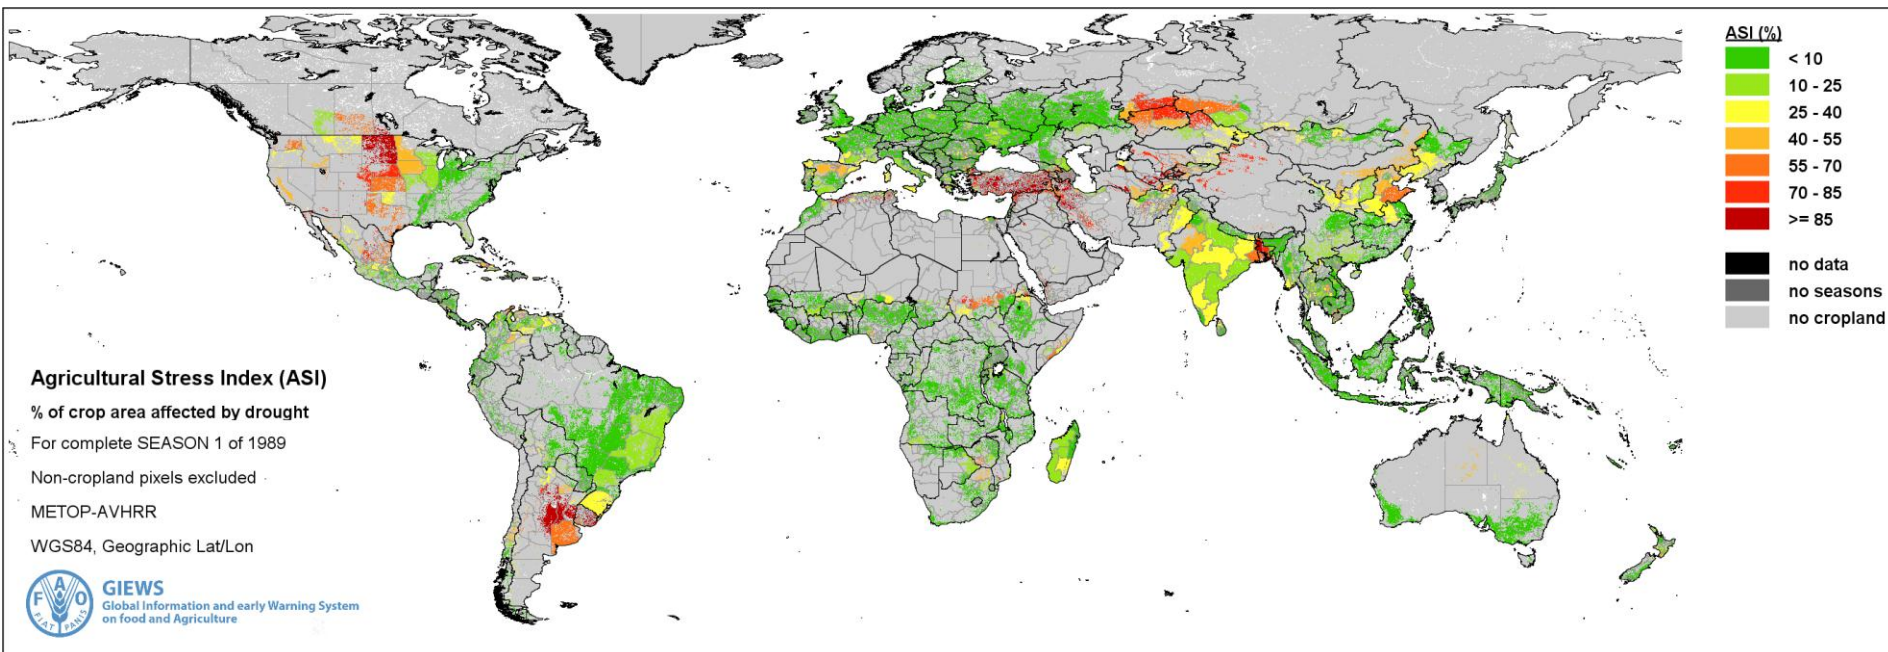 ASI (%)
< 10
10 - 25
25 - 40
40 - 55
55 - 70
70 - 85
>= 85
no data
no seasons
no cropland
Agricultural Stress Index (ASI)
% of crop area affected by drought
For complete SEASON 1 of 1989
Non-cropland pixels excluded
METOP-AVHRR
WGS84, Geographic Lat/Lon
F A O
FIAT PANIS
GIEWS
Global Information and early Warning System
on food and Agriculture